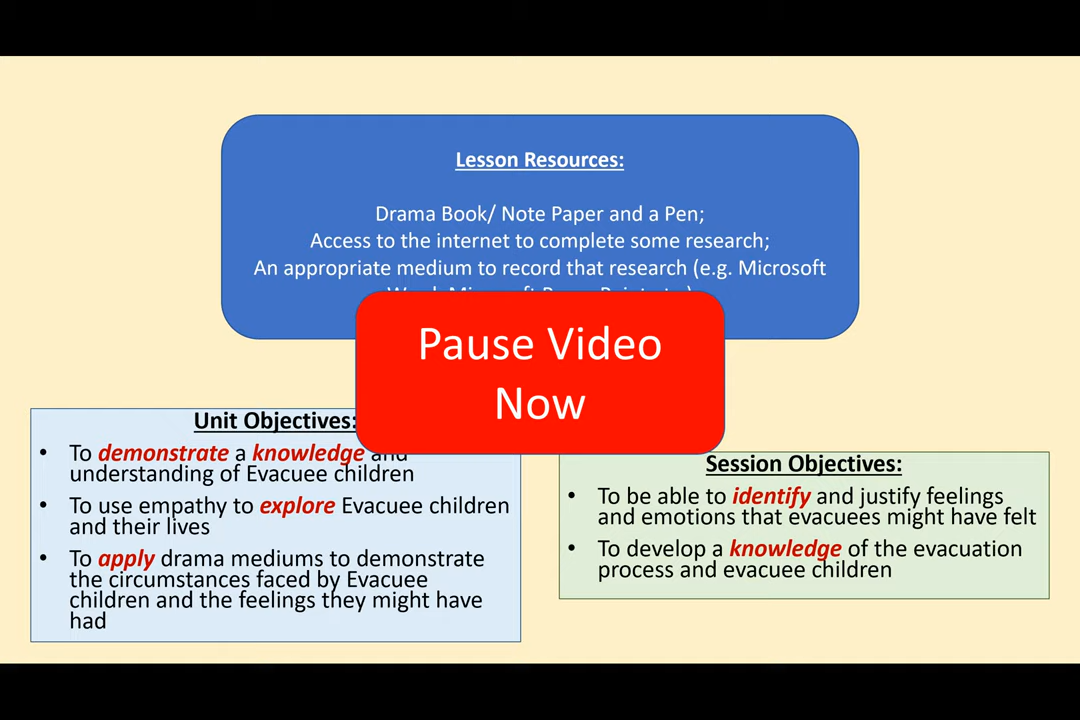 Lesson Resources:
Drama Book/ Note Paper and a Pen;
Access to the internet to complete some research;
An appropriate medium to record that research (e.g. Microsoft
Pause Video
Now
Unit Objectives:
• To demonstrate a knowledge and
understanding of Evacuee children
• To use empathy to explore Evacuee children
and their lives
• To apply drama mediums to demonstrate
the circumstances faced by Evacuee
children and the feelings they might have
had
Session Objectives:
• To be able to identify and justify feelings
and emotions that evacuees might have felt
• To develop a knowledge of the evacuation
process and evacuee children